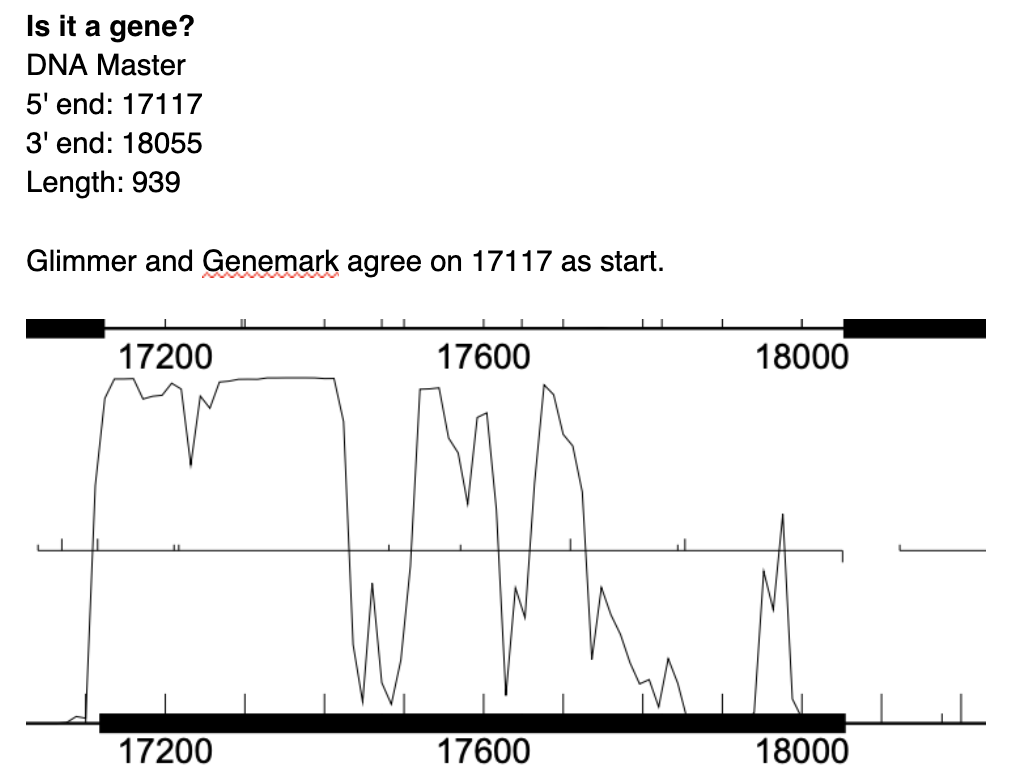 Is it a gene?
DNA Master
5' end: 17117
3' end: 18055
Length: 939
Glimmer and Genemark agree on 17117 as start.
17200 17600 18000
17200 17600 18000